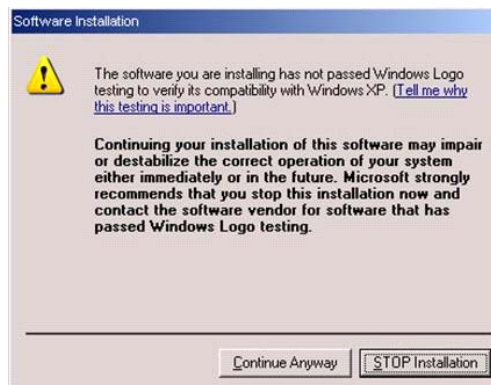 Software Installation
The software you are installing has not passed Windows Logo
testing to verify its compatibility with Windows XP. (Tell me why
this testing is important.)
Continuing your installation of this software may impair
or destabilize the correct operation of your system
either immediately or in the future. Microsoft strongly
recommends that you stop this installation now and
contact the software vendor for software that has
passed Windows Logo testing.
Continue Anyway
STOP Installation